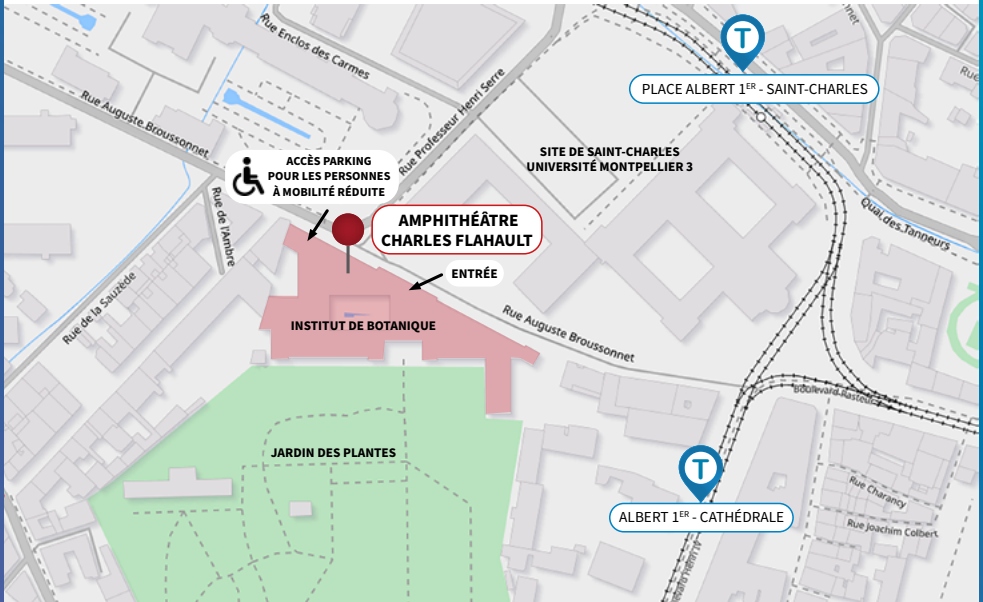 Rue Enclos des Carmes
T
PLACE ALBERT 1ER - SAINT-CHARLES
Rue Auguste Broussonnet
Rue Professeur Henri Serre
SITE DE SAINT-CHARLES
UNIVERSITÉ MONTPELLIER 3
ACCÈS PARKING
POUR LES PERSONNES
À MOBILITÉ RÉDUITE
Rue de l'Ambre
AMPHITHÉÂTRE
CHARLES FLAHAULT
Quai des Tanneurs
ENTRÉE
Rue de la Sauzède
INSTITUT DE BOTANIQUE
Rue Auguste Broussonnet
Boulevard Pasteur
JARDIN DES PLANTES
T
ALBERT 1ER - CATHÉDRALE
Rue Charancy
Rue Joachim Colbert